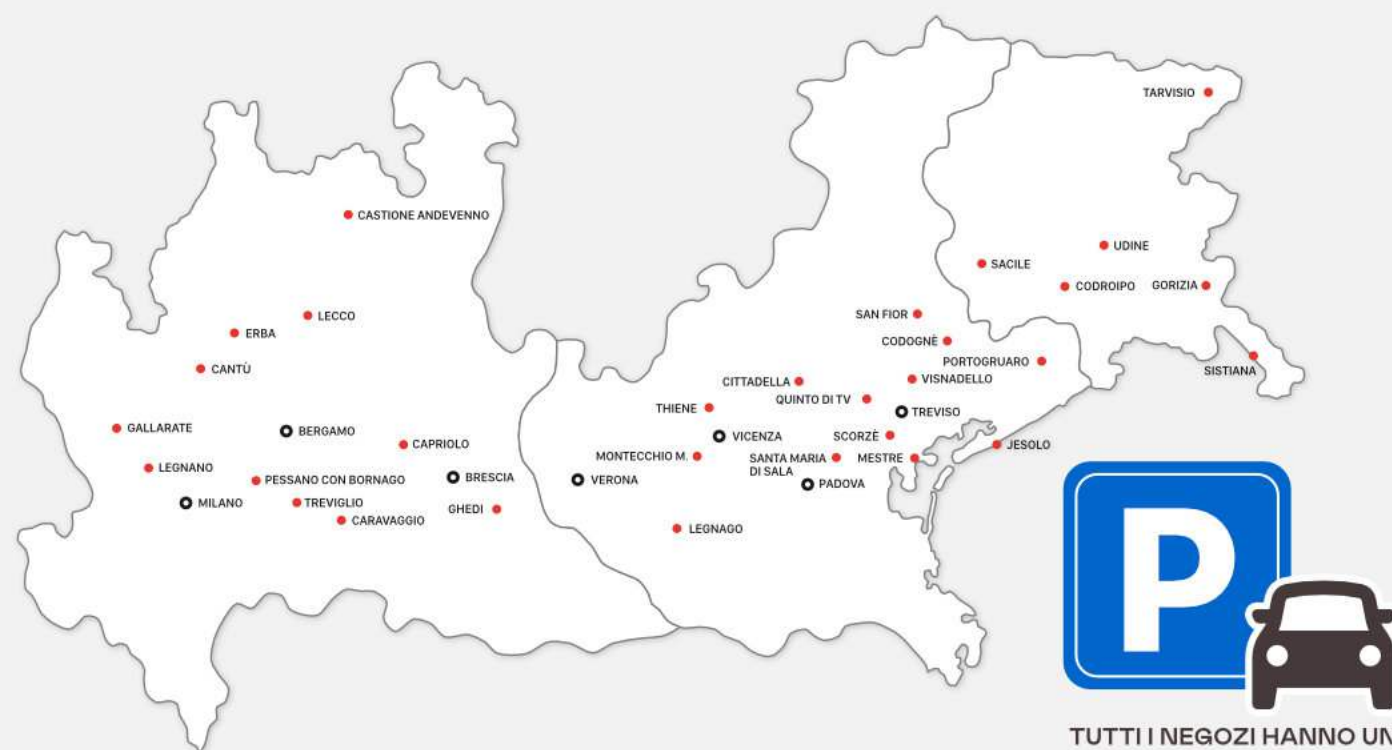 TARVISIO
CASTIONE ANDEVENNO
UDINE
SACILE
CODROIPO
GORIZIA
LECCO
SAN FIOR
ERBA
CODOGNÈ
PORTOGRUARO
SISTIANA
CANTÙ
CITTADELLA
VISNADELLO
QUINTO DI TV
THIENE
TREVISO
GALLARATE
BERGAMO
CAPRIOLO
VICENZA
SCORZÈ
JESOLO
MONTECCHIO M.
SANTA MARIA
DI SALA
MESTRE
LEGNANO
PESSANO CON BORNAGO
BRESCIA
VERONA
PADOVA
MILANO
TREVIGLIO
GHEDI
CARAVAGGIO
LEGNAGO
P
TUTTI I NEGOZI HANNO UN